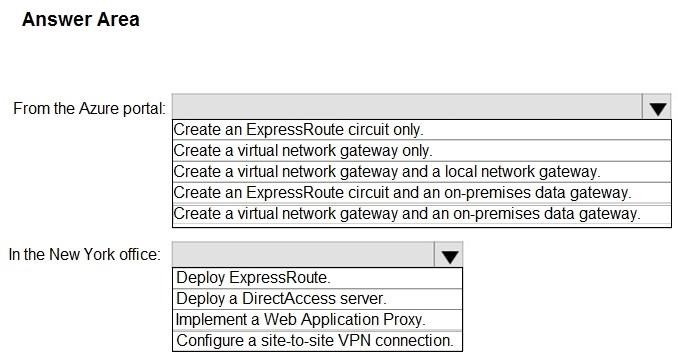 Answer Area
From the Azure portal:
Create an ExpressRoute circuit only.
Create a virtual network gateway only.
Create a virtual network gateway and a local network gateway.
Create an ExpressRoute circuit and an on-premises data gateway.
Create a virtual network gateway and an on-premises data gateway.
In the New York office:
Deploy ExpressRoute.
Deploy a DirectAccess server.
Implement a Web Application Proxy.
Configure a site-to-site VPN connection.